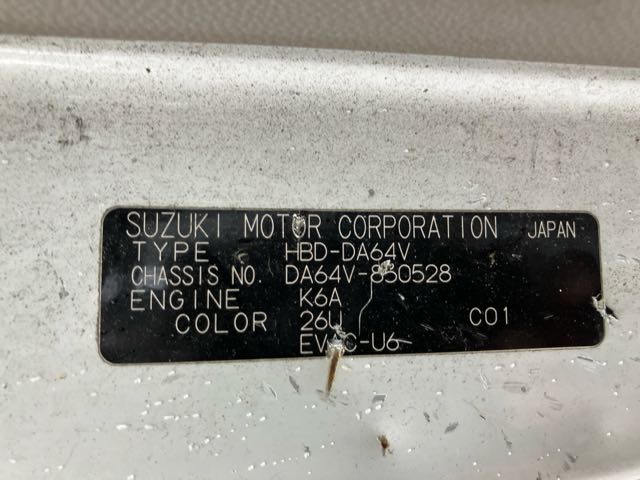 SUZUKI MOTOR CORPORATION JAPAN
TYPE HBD-DA64V
CHASSIS NO. DA64V-830528
ENGINE K6A
COLOR 26U C01